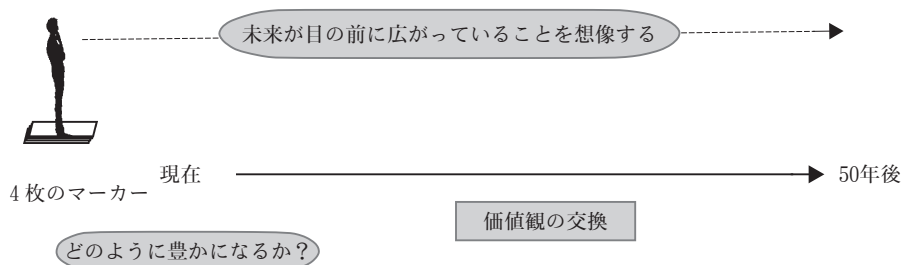 未来が目の前に広がっていることを想像する
現在
50年後
4枚のマーカー
価値観の交換
どのように豊かになるか？